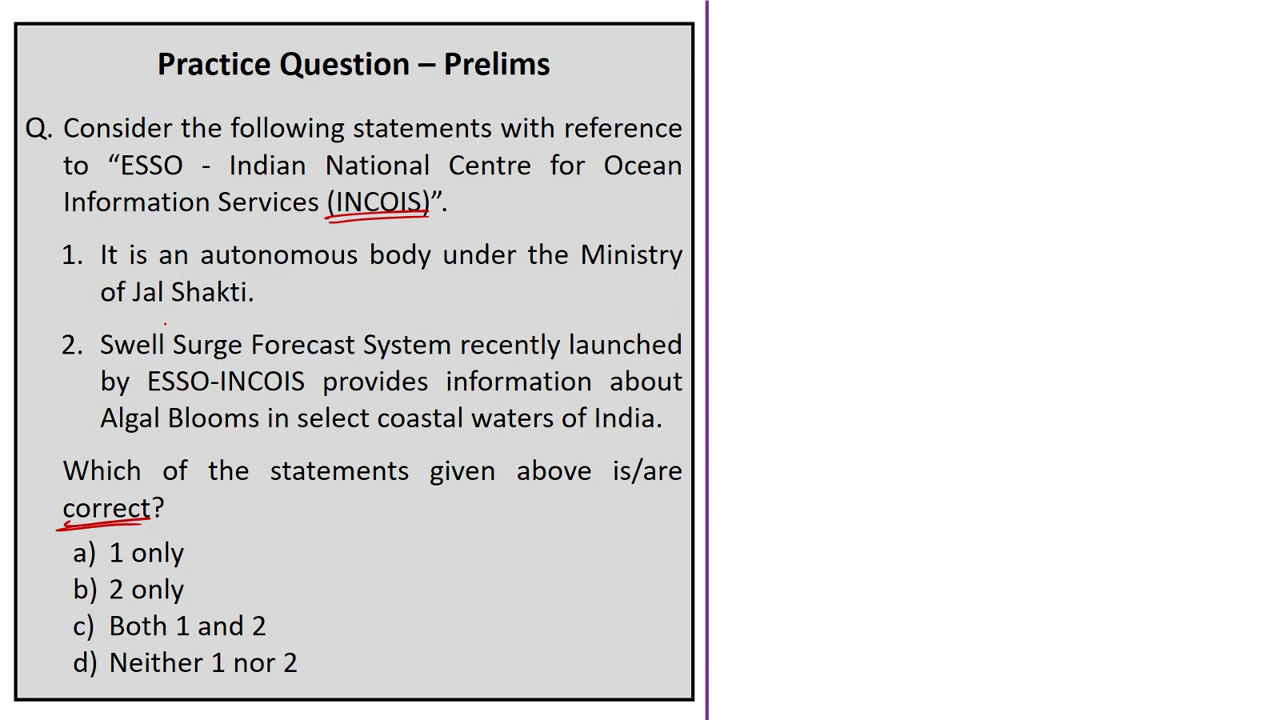 Practice Question – Prelims
Q. Consider the following statements with reference
to “ESSO - Indian National Centre for Ocean
Information Services (INCOIS)”.
1. It is an autonomous body under the Ministry
of Jal Shakti.
2. Swell Surge Forecast System recently launched
by ESSO-INCOIS provides information about
Algal Blooms in select coastal waters of India.
Which of the statements given above is/are
correct?
a) 1 only
b) 2 only
c) Both 1 and 2
d) Neither 1 nor 2